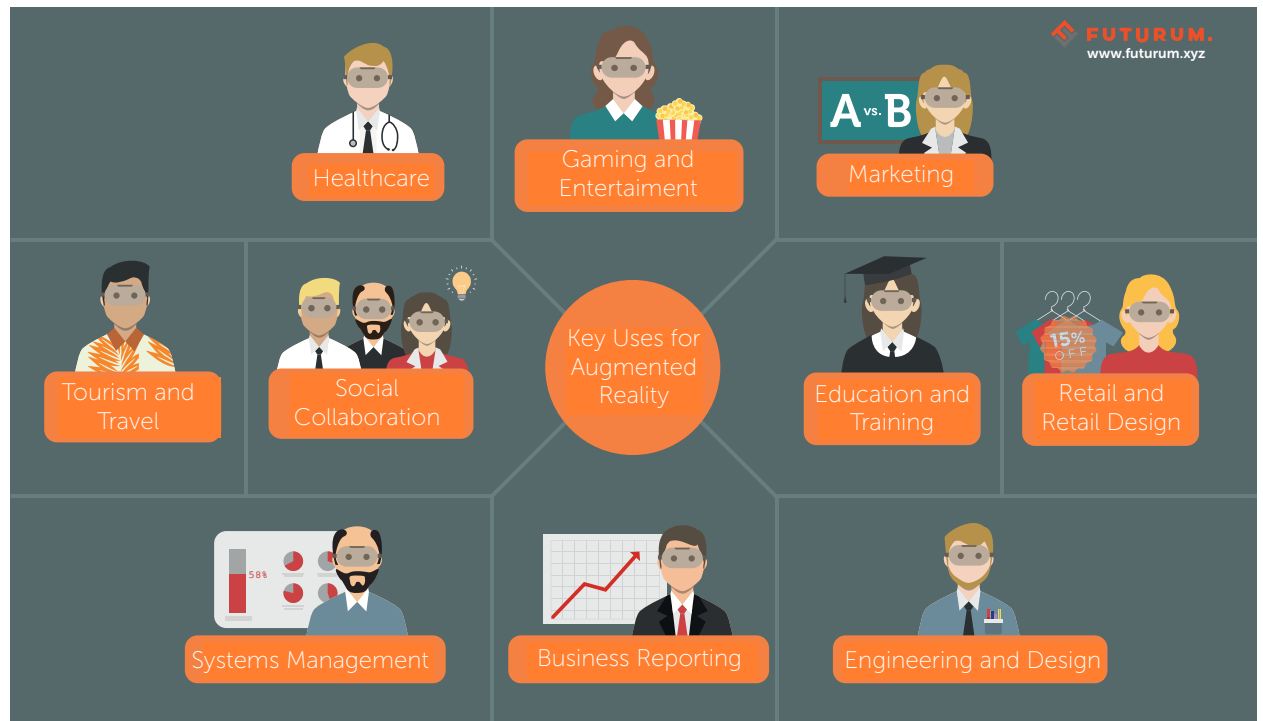 FUTURUM.
www.futurum.xyz
A vs. B
Healthcare
Gaming and
Entertaiment
Marketing
Key Uses for
Augmented
Reality
Tourism and
Travel
Social
Collaboration
Education and
Training
15%
OFF
Retail and
Retail Design
58%
Systems Management
Business Reporting
Engineering and Design